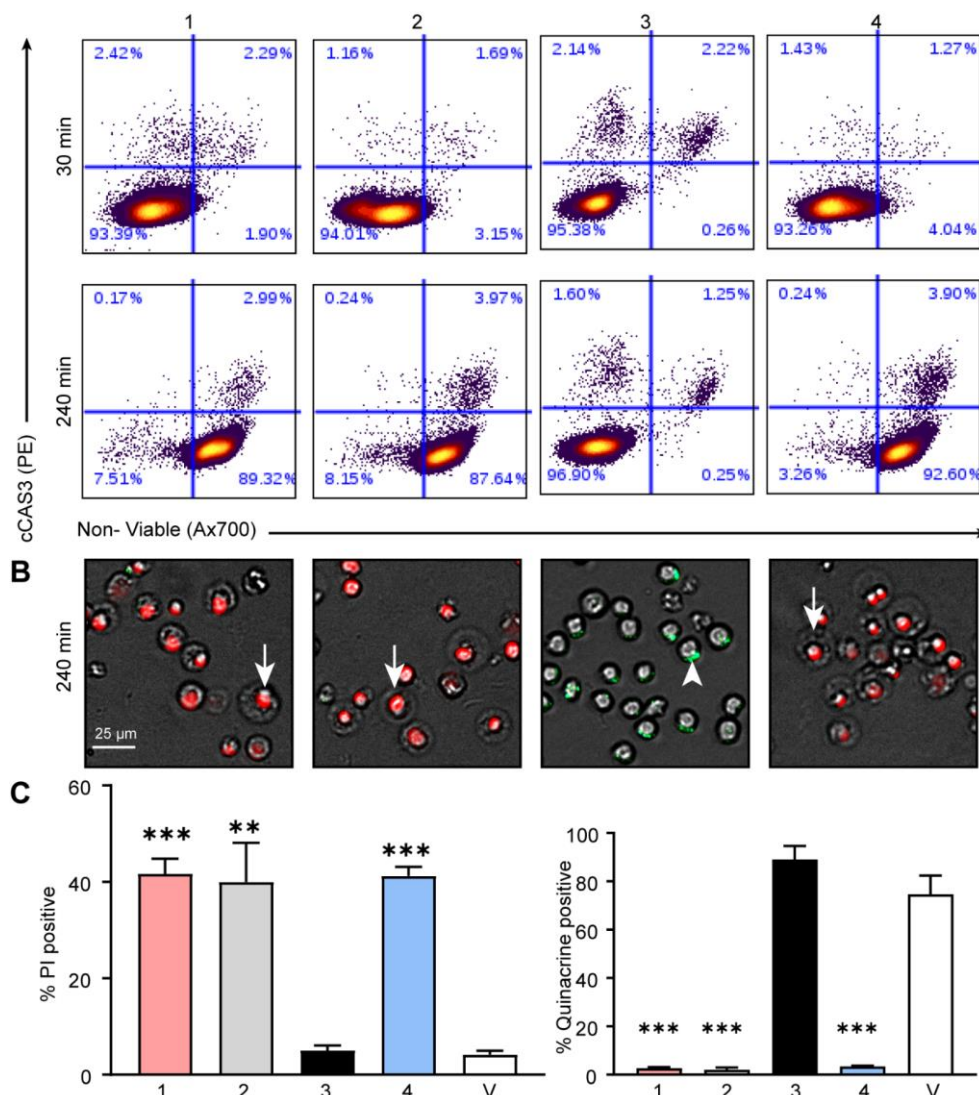 1 2 3 4
30 min
2.42% 2.29% 1.16% 1.69% 2.14% 2.22% 1.43% 1.27%
93.39% 1.90% 94.01% 3.15% 95.38% 0.26% 93.26% 4.04%
cCAS3 (PE)
240 min
0.17% 2.99% 0.24% 3.97% 1.60% 1.25% 0.24% 3.90%
7.51% 89.32% 8.15% 87.64% 96.90% 0.25% 3.26% 92.60%
Non- Viable (Ax700)
B
240 min
25 µm
C
% PI positive
60
40
20
0
*** ** ***
1 2 3 4 V
% Quinacrine positive
100
80
60
40
20
0
*** *** ***
1 2 3 4 V